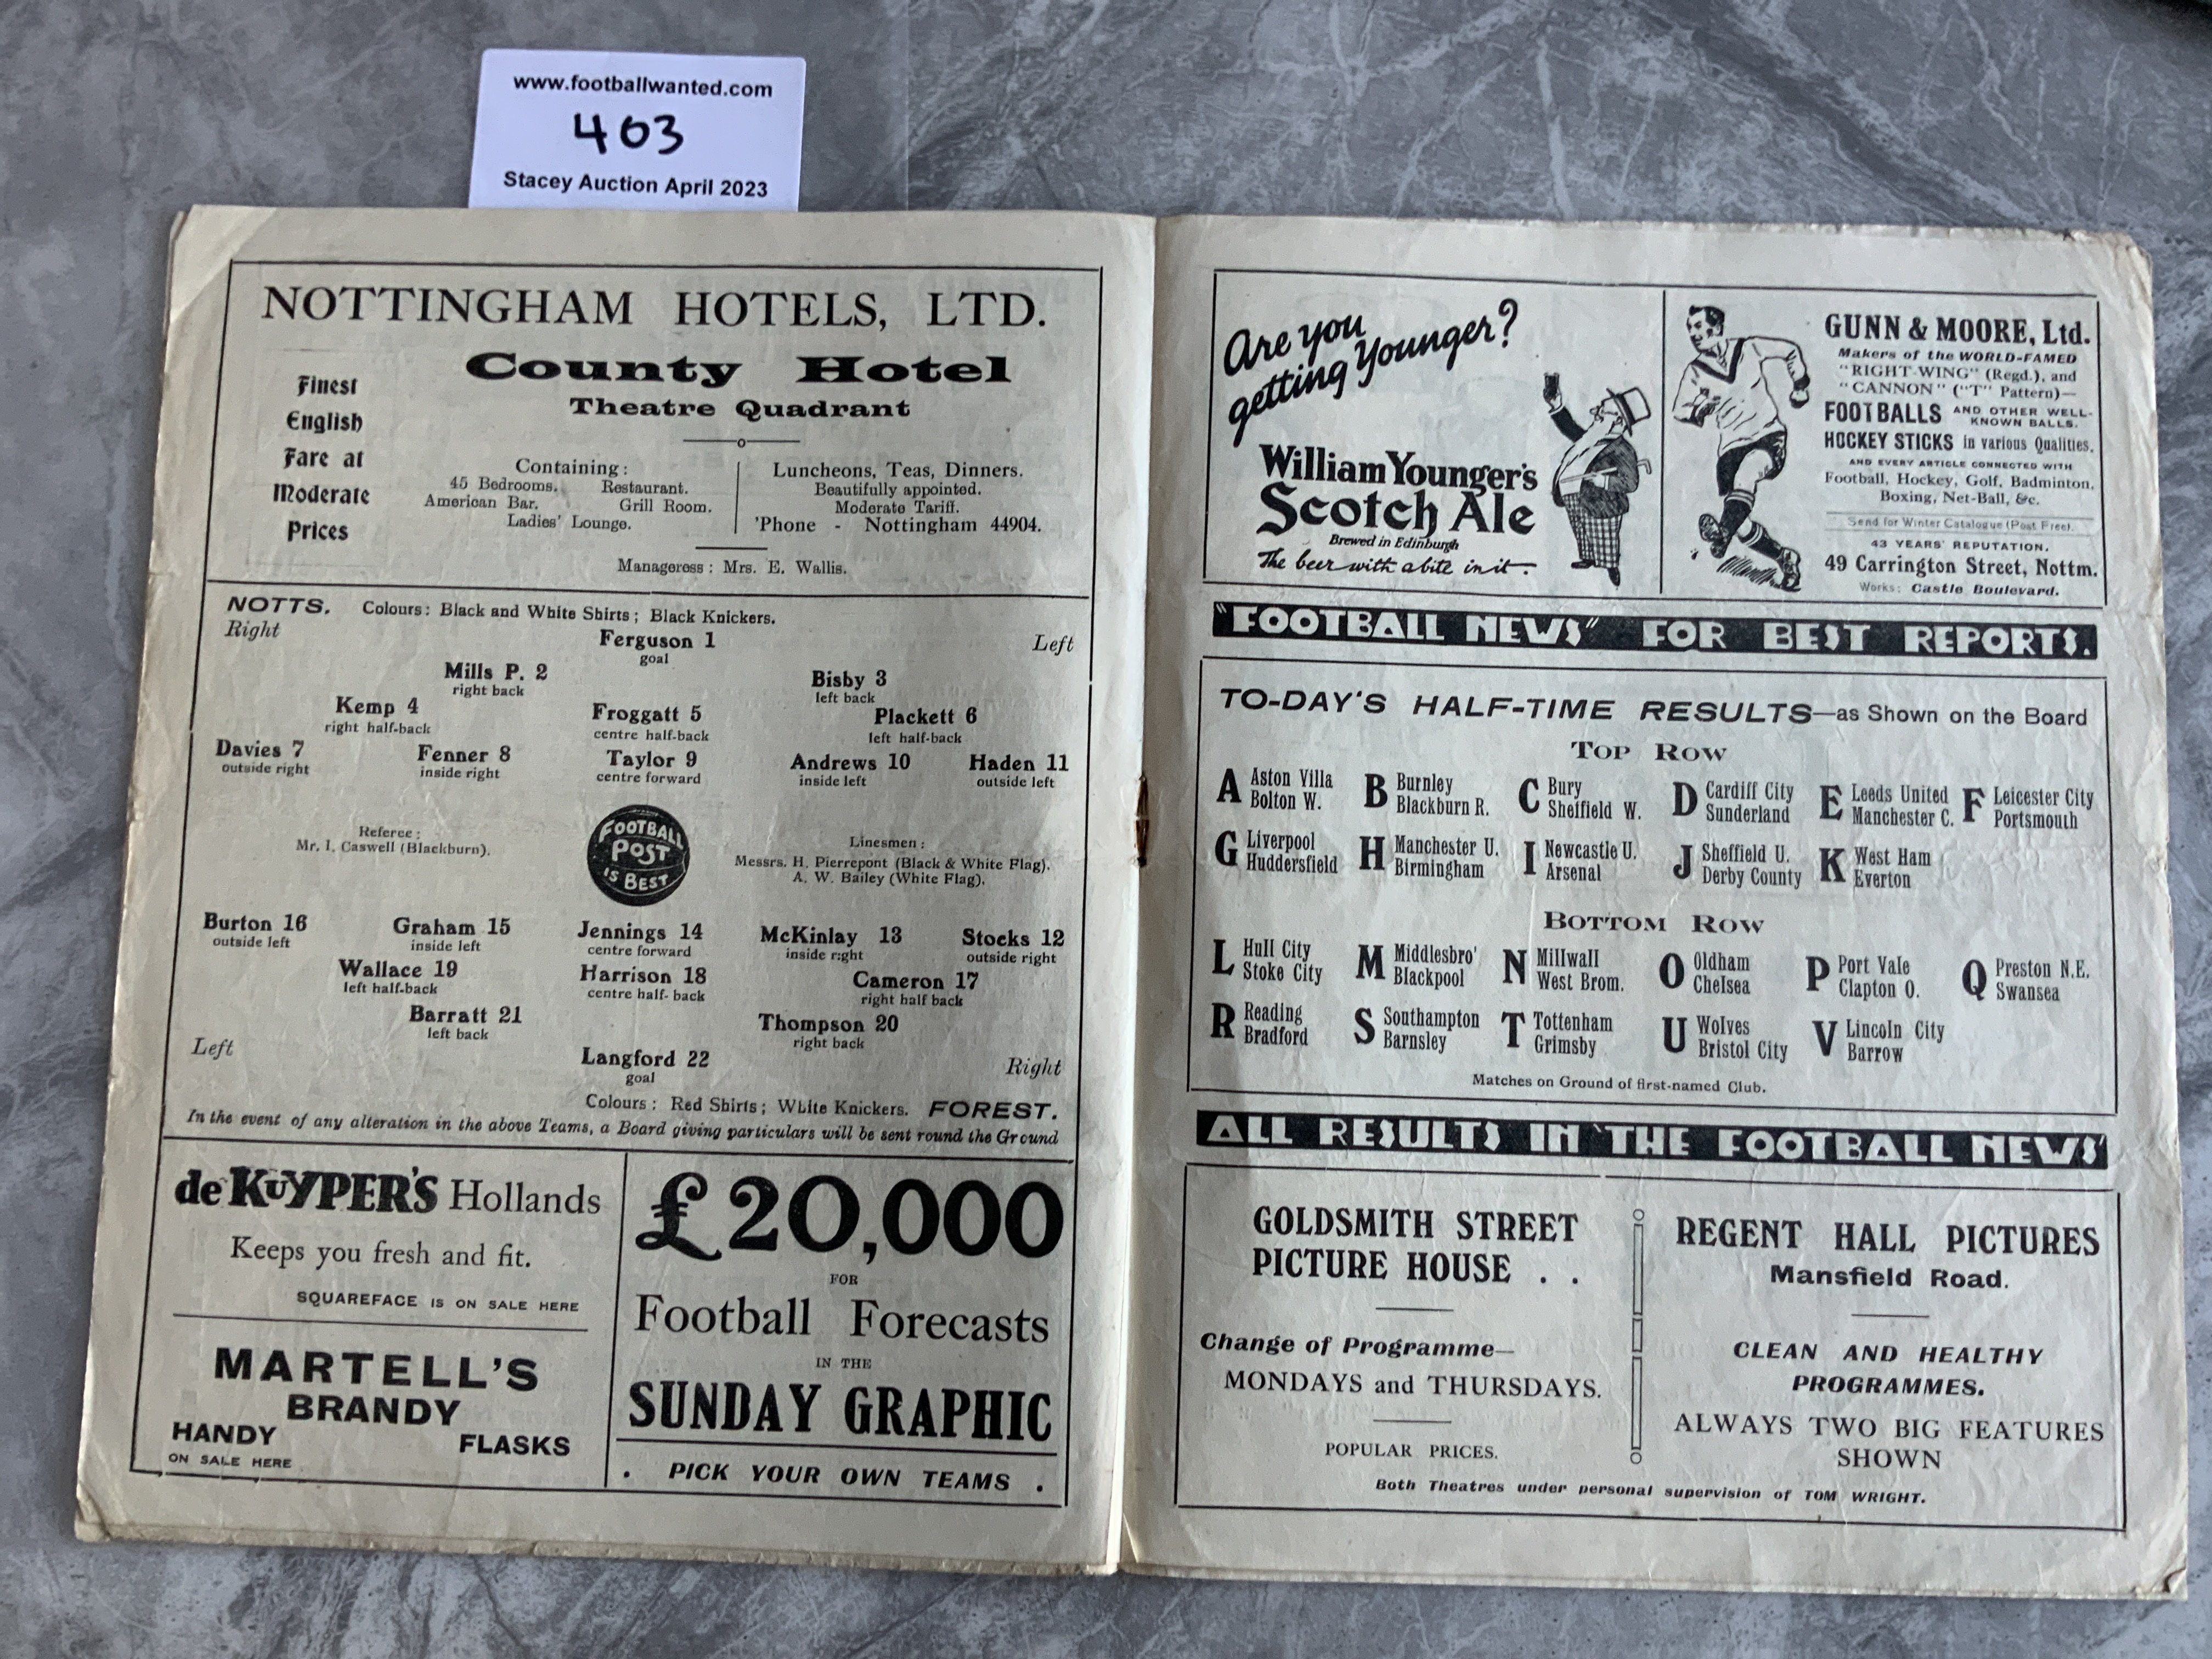 www.footballwanted.com
403
Stacey Auction April 2023
NOTTINGHAM HOTELS, LTD.
County Hotel
Theatre Quadrant
Finest
English
Fare at
Moderate
Prices
Containing:
45 Bedrooms. Restaurant.
American Bar. Grill Room.
Ladies' Lounge.
Luncheons, Teas, Dinners.
Beautifully appointed.
Moderate Tariff.
'Phone - Nottingham 44904.
Manageress: Mrs. E. Wallis.
NOTTS. Colours: Black and White Shirts; Black Knickers.
Right Left
Ferguson 1
goal
Mills P. 2 Bisby 3
right back left back
Kemp 4 Froggatt 5 Plackett 6
right half-back centre half-back left half-back
Davies 7 Fenner 8 Taylor 9 Andrews 10 Haden 11
outside right inside right centre forward inside left outside left
Referee:
Mr. I. Caswell (Blackburn).
FOOTBALL
POST
IS BEST
Linesmen:
Messrs. H. Pierrepont (Black & White Flag).
A. W. Bailey (White Flag).
Burton 16 Graham 15 Jennings 14 McKinlay 13 Stocks 12
outside left inside left centre forward inside right outside right
Wallace 19 Harrison 18 Cameron 17
left half-back centre half-back right half back
Barratt 21 Thompson 20
left back right back
Left Right
Langford 22
goal
Colours: Red Shirts; White Knickers. FOREST.
In the event of any alteration in the above Teams, a Board giving particulars will be sent round the Ground
de KUYPER'S Hollands
Keeps you fresh and fit.
SQUAREFACE IS ON SALE HERE
MARTELL'S
BRANDY
HANDY FLASKS
ON SALE HERE
£20,000
FOR
Football Forecasts
IN THE
SUNDAY GRAPHIC
. PICK YOUR OWN TEAMS .
Are you
getting Younger?
William Younger's
Scotch Ale
Brewed in Edinburgh
The beer with a bite in it.
GUNN & MOORE, Ltd.
Makers of the WORLD-FAMED
"RIGHT-WING" (Regd.), and
"CANNON" ("T" Pattern)—
FOOTBALLS AND OTHER WELL-KNOWN BALLS.
HOCKEY STICKS in various Qualities.
AND EVERY ARTICLE CONNECTED WITH
Football, Hockey, Golf, Badminton,
Boxing, Net-Ball, &c.
Send for Winter Catalogue (Post Free).
43 YEARS' REPUTATION.
49 Carrington Street, Nottm.
Works: Castle Boulevard.
"FOOTBALL NEWS" FOR BEST REPORTS.
TO-DAY'S HALF-TIME RESULTS—as Shown on the Board
TOP ROW
A Aston Villa Bolton W.
B Burnley Blackburn R.
C Bury Sheffield W.
D Cardiff City Sunderland
E Leeds United Manchester C.
F Leicester City Portsmouth
G Liverpool Huddersfield
H Manchester U. Birmingham
I Newcastle U. Arsenal
J Sheffield U. Derby County
K West Ham Everton
BOTTOM ROW
L Hull City Stoke City
M Middlesbro' Blackpool
N Millwall West Brom.
O Oldham Chelsea
P Port Vale Clapton O.
Q Preston N.E. Swansea
R Reading Bradford
S Southampton Barnsley
T Tottenham Grimsby
U Wolves Bristol City
V Lincoln City Barrow
Matches on Ground of first-named Club.
ALL RESULTS IN "THE FOOTBALL NEWS"
GOLDSMITH STREET
PICTURE HOUSE . .
Change of Programme—
MONDAYS and THURSDAYS.
POPULAR PRICES.
REGENT HALL PICTURES
Mansfield Road.
CLEAN AND HEALTHY
PROGRAMMES.
ALWAYS TWO BIG FEATURES
SHOWN
Both Theatres under personal supervision of TOM WRIGHT.